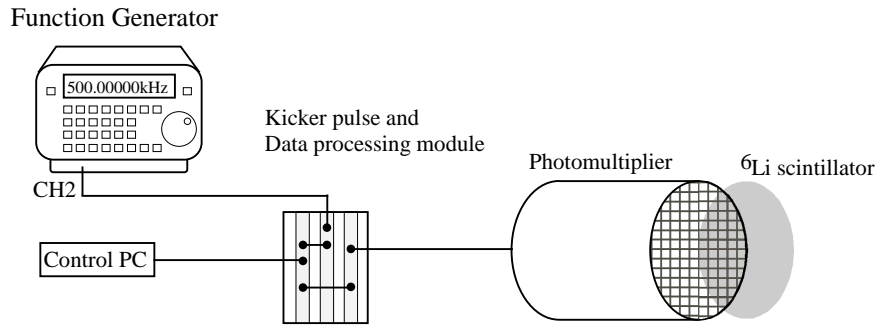 Function Generator
500.00000kHz
Kicker pulse and
Data processing module
Photomultiplier
6Li scintillator
CH2
Control PC